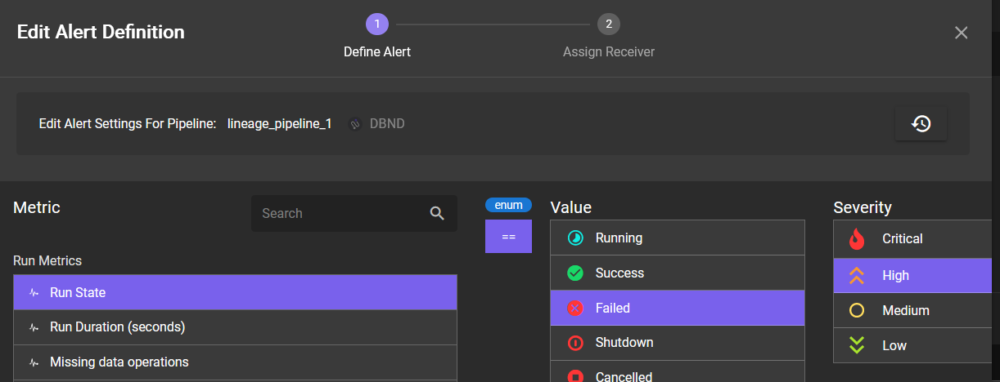 Edit Alert Definition
1
2
Define Alert
Assign Receiver
Edit Alert Settings For Pipeline: lineage_pipeline_1 DBND
Metric
Search
enum
==
Value
Severity
Run Metrics
Run State
Run Duration (seconds)
Missing data operations
Running
Success
Failed
Shutdown
Cancelled
Critical
High
Medium
Low